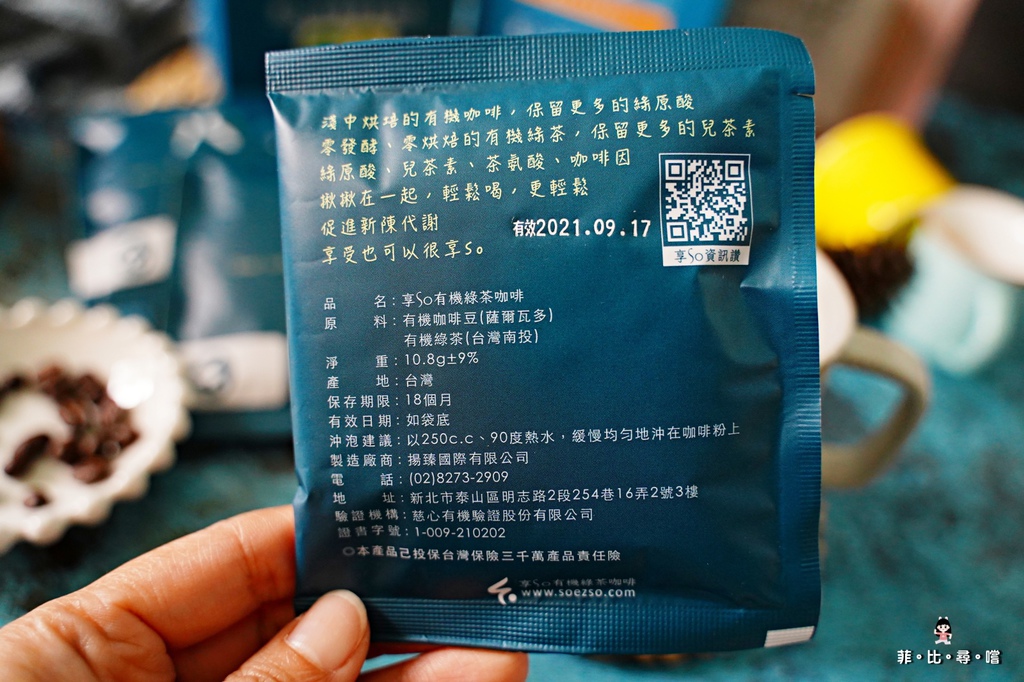 淺中烘培的有機咖啡，保留更多的綠原酸
零發酵、零烘焙的有機綠茶，保留更多的兒茶素
綠原酸、兒茶素、茶氨酸、咖啡因
揪揪在一起，輕鬆喝，更輕鬆
促進新陳代謝
享受也可以很享So
有效2021.09.17
享So資訊讚
品　　名：享So有機綠茶咖啡
原　　料：有機咖啡豆(薩爾瓦多)
有機綠茶(台灣南投)
淨　　重：10.8g±9%
產　　地：台灣
保存期限：18個月
有效日期：如袋底
沖泡建議：以250c.c、90度熱水，緩慢均勻地沖在咖啡粉上
製造廠商：揚臻國際有限公司
電　　話：(02)8273-2909
地　　址：新北市泰山區明志路2段254巷16弄2號3樓
驗證機構：慈心有機驗證股份有限公司
證書字號：1-009-210202
◎本產品已投保台灣保險三千萬產品責任險
享So有機綠茶咖啡
www.soezso.com
菲•比•尋•嚐